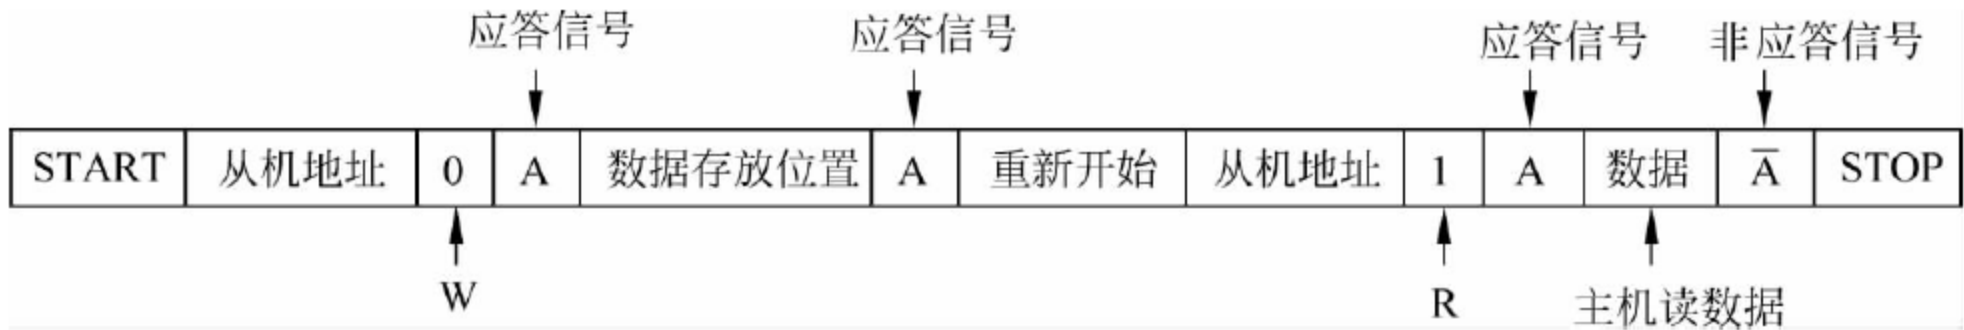 应答信号 应答信号 应答信号 非应答信号
START 从机地址 0 A 数据存放位置 A 重新开始 从机地址 1 A 数据 A̅ STOP
W R 主机读数据